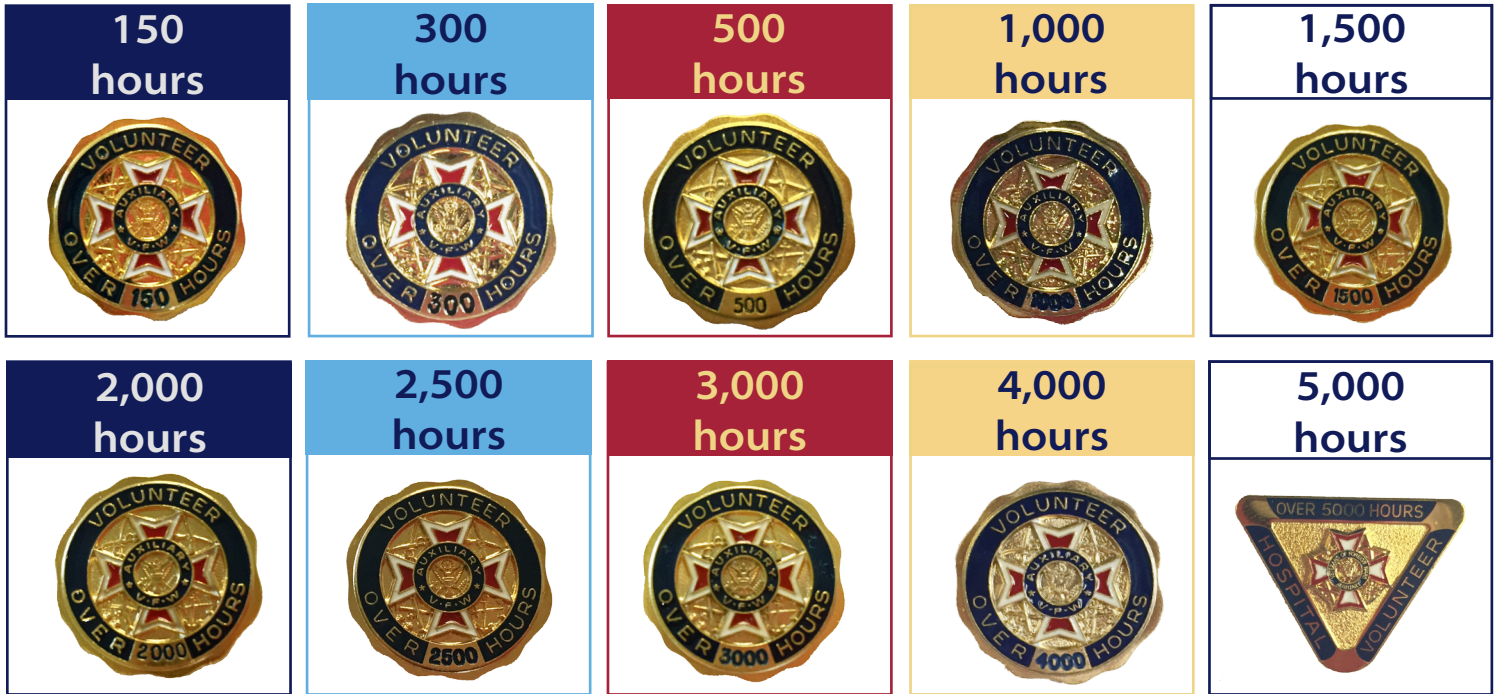 150
hours
300
hours
500
hours
1,000
hours
1,500
hours
VOLUNTEER
AUXILIARY
V·F·W
OVER 150 HOURS
VOLUNTEER
AUXILIARY
V·F·W
OVER 300 HOURS
VOLUNTEER
AUXILIARY
V·F·W
OVER 500 HOURS
VOLUNTEER
AUXILIARY
V·F·W
OVER 1000 HOURS
VOLUNTEER
AUXILIARY
V·F·W
OVER 1500 HOURS
2,000
hours
2,500
hours
3,000
hours
4,000
hours
5,000
hours
VOLUNTEER
AUXILIARY
V·F·W
OVER 2000 HOURS
VOLUNTEER
AUXILIARY
V·F·W
OVER 2500 HOURS
VOLUNTEER
AUXILIARY
V·F·W
OVER 3000 HOURS
VOLUNTEER
AUXILIARY
V·F·W
OVER 4000 HOURS
OVER 5000 HOURS
HOSPITAL
VOLUNTEER